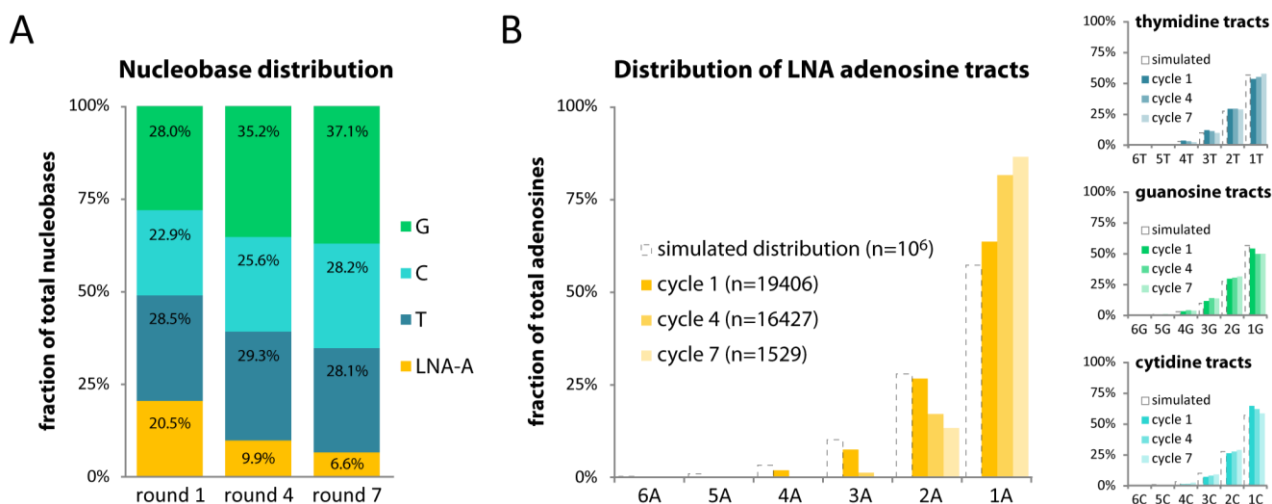 A
Nucleobase distribution
fraction of total nucleobases
100%
75%
50%
25%
0%
28.0%
22.9%
28.5%
20.5%
35.2%
25.6%
29.3%
9.9%
37.1%
28.2%
28.1%
6.6%
round 1 round 4 round 7
G
C
T
LNA-A
B
Distribution of LNA adenosine tracts
fraction of total adenosines
100%
75%
50%
25%
0%
simulated distribution (n=10⁶)
cycle 1 (n=19406)
cycle 4 (n=16427)
cycle 7 (n=1529)
6A 5A 4A 3A 2A 1A
thymidine tracts
100%
75%
50%
25%
0%
simulated
cycle 1
cycle 4
cycle 7
6T 5T 4T 3T 2T 1T
guanosine tracts
100%
75%
50%
25%
0%
simulated
cycle 1
cycle 4
cycle 7
6G 5G 4G 3G 2G 1G
cytidine tracts
100%
75%
50%
25%
0%
simulated
cycle 1
cycle 4
cycle 7
6C 5C 4C 3C 2C 1C